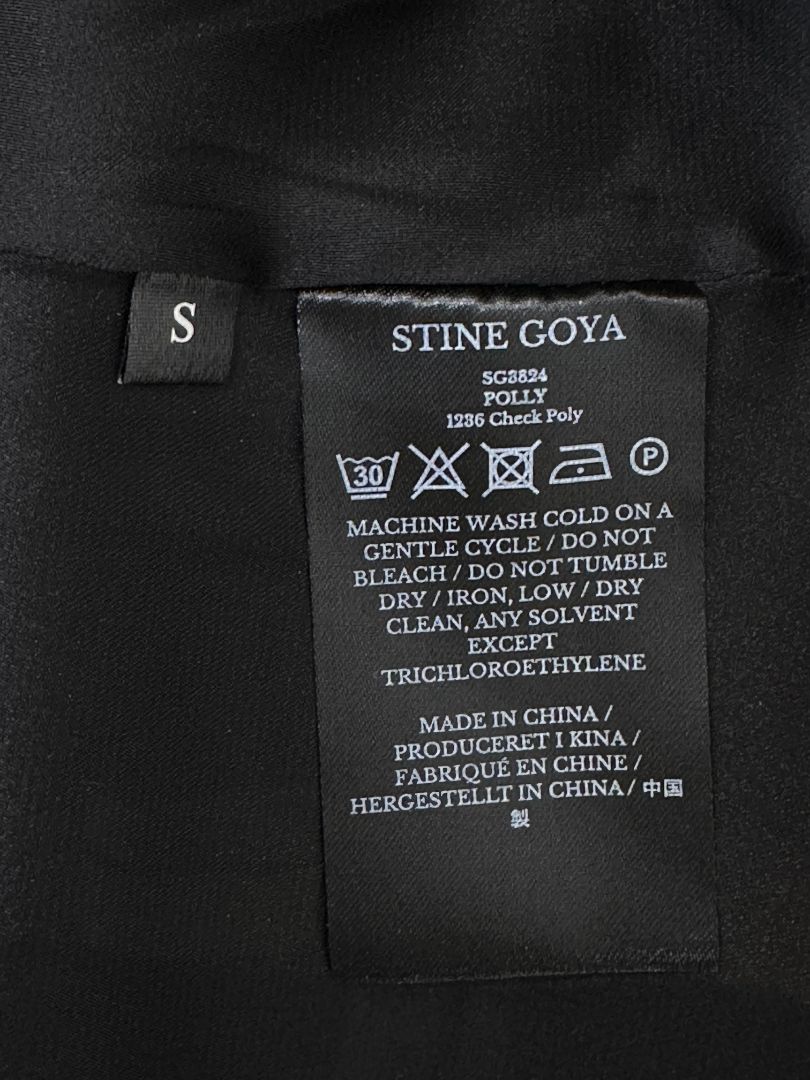 S
STINE GOYA
SG3824
POLLY
1236 Check Poly
30
P
MACHINE WASH COLD ON A
GENTLE CYCLE / DO NOT
BLEACH / DO NOT TUMBLE
DRY / IRON, LOW / DRY
CLEAN, ANY SOLVENT
EXCEPT
TRICHLOROETHYLENE
MADE IN CHINA /
PRODUCERET I KINA /
FABRIQUÉ EN CHINE /
HERGESTELLT IN CHINA / 中国
製